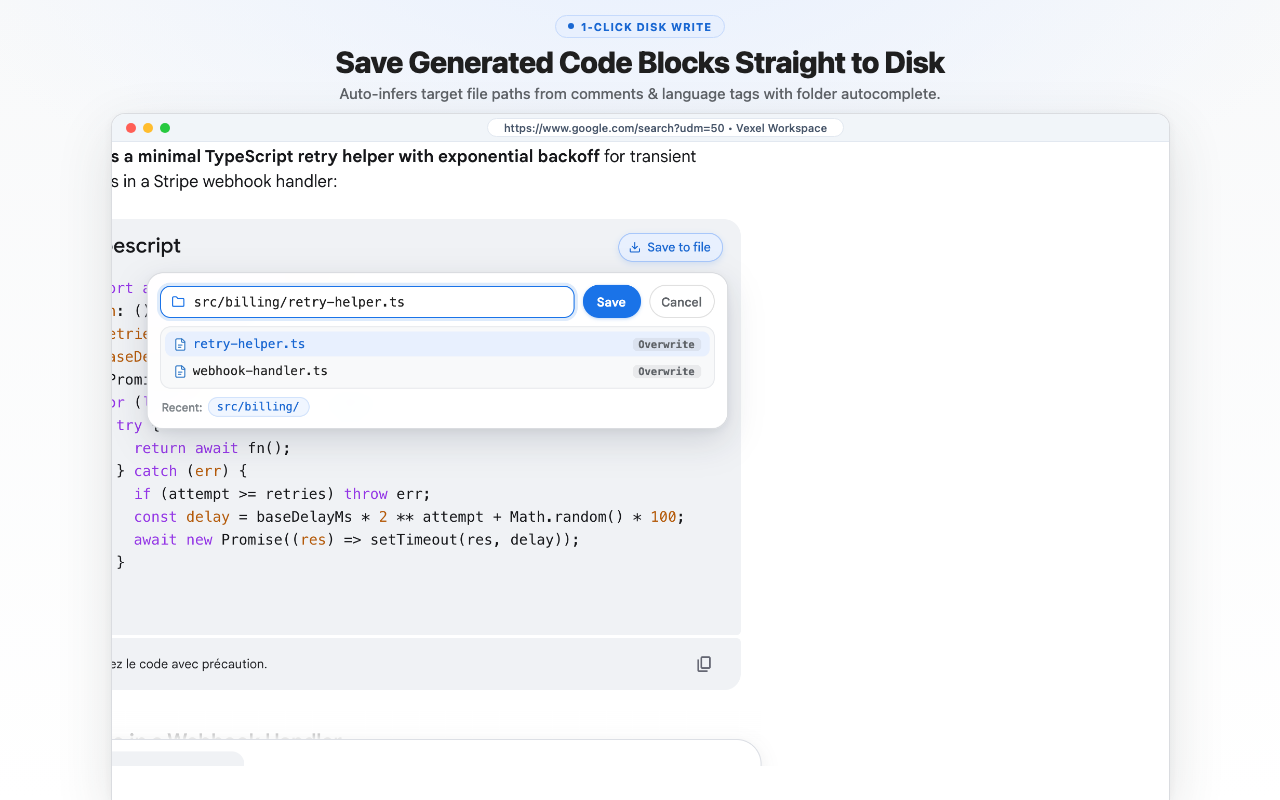 1-CLICK DISK WRITE
Save Generated Code Blocks Straight to Disk
Auto-infers target file paths from comments & language tags with folder autocomplete.
https://www.google.com/search?udm=50 • Vexel Workspace
s a minimal TypeScript retry helper with exponential backoff for transient
s in a Stripe webhook handler:
escript
Save to file
src/billing/retry-helper.ts
Save
Cancel
retry-helper.ts Overwrite
webhook-handler.ts Overwrite
Recent: src/billing/
try {
return await fn();
} catch (err) {
if (attempt >= retries) throw err;
const delay = baseDelayMs * 2 ** attempt + Math.random() * 100;
await new Promise((res) => setTimeout(res, delay));
}
ez le code avec précaution.
in a Webhook Handler